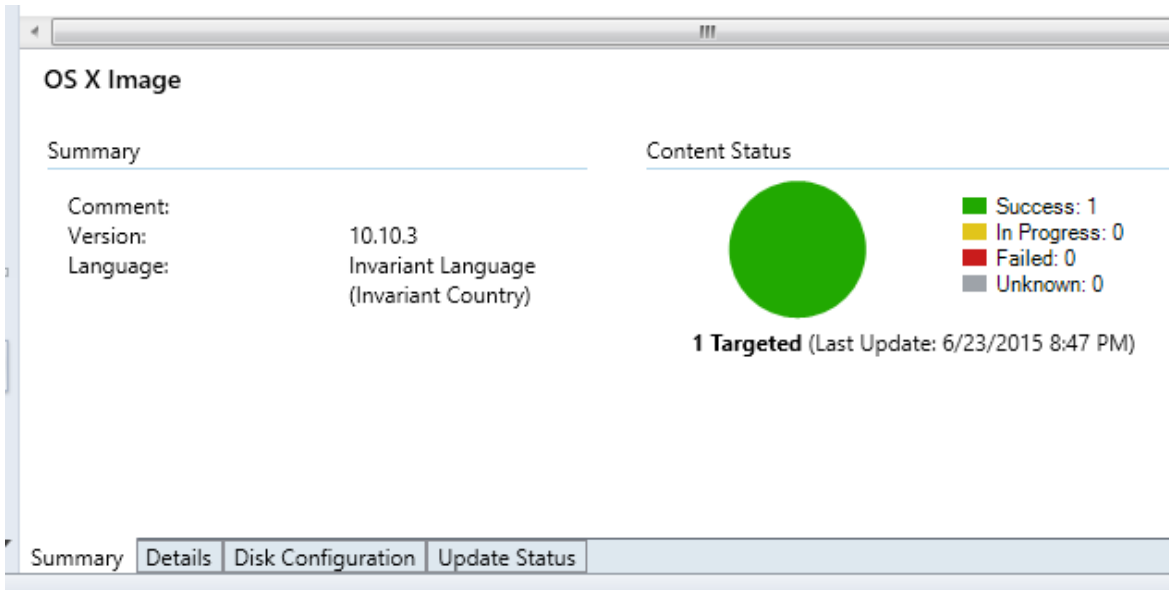 OS X Image
Summary
Comment:
Version: 10.10.3
Language: Invariant Language
(Invariant Country)
Content Status
Success: 1
In Progress: 0
Failed: 0
Unknown: 0
1 Targeted (Last Update: 6/23/2015 8:47 PM)
Summary Details Disk Configuration Update Status